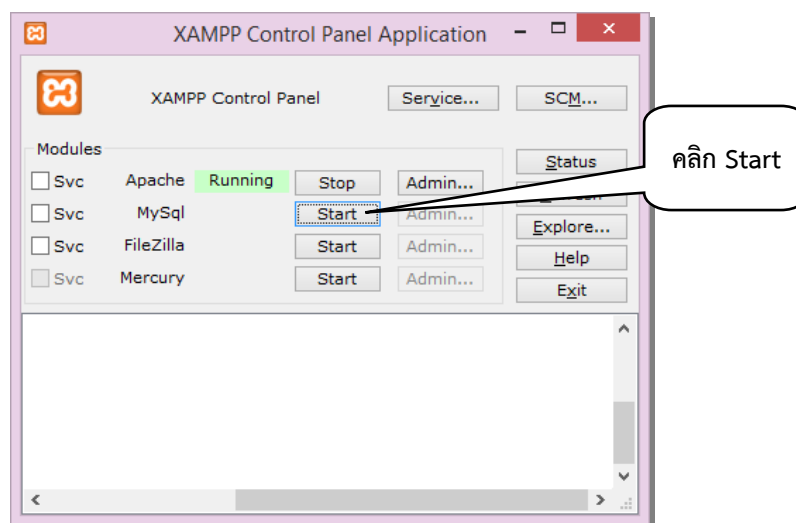 XAMPP Control Panel Application
XAMPP Control Panel
Service...
SCM...
Modules
Svc Apache Running Stop Admin...
Svc MySql Start Admin...
Svc FileZilla Start Admin...
Svc Mercury Start Admin...
Status
Explore...
Help
Exit
คลิก Start